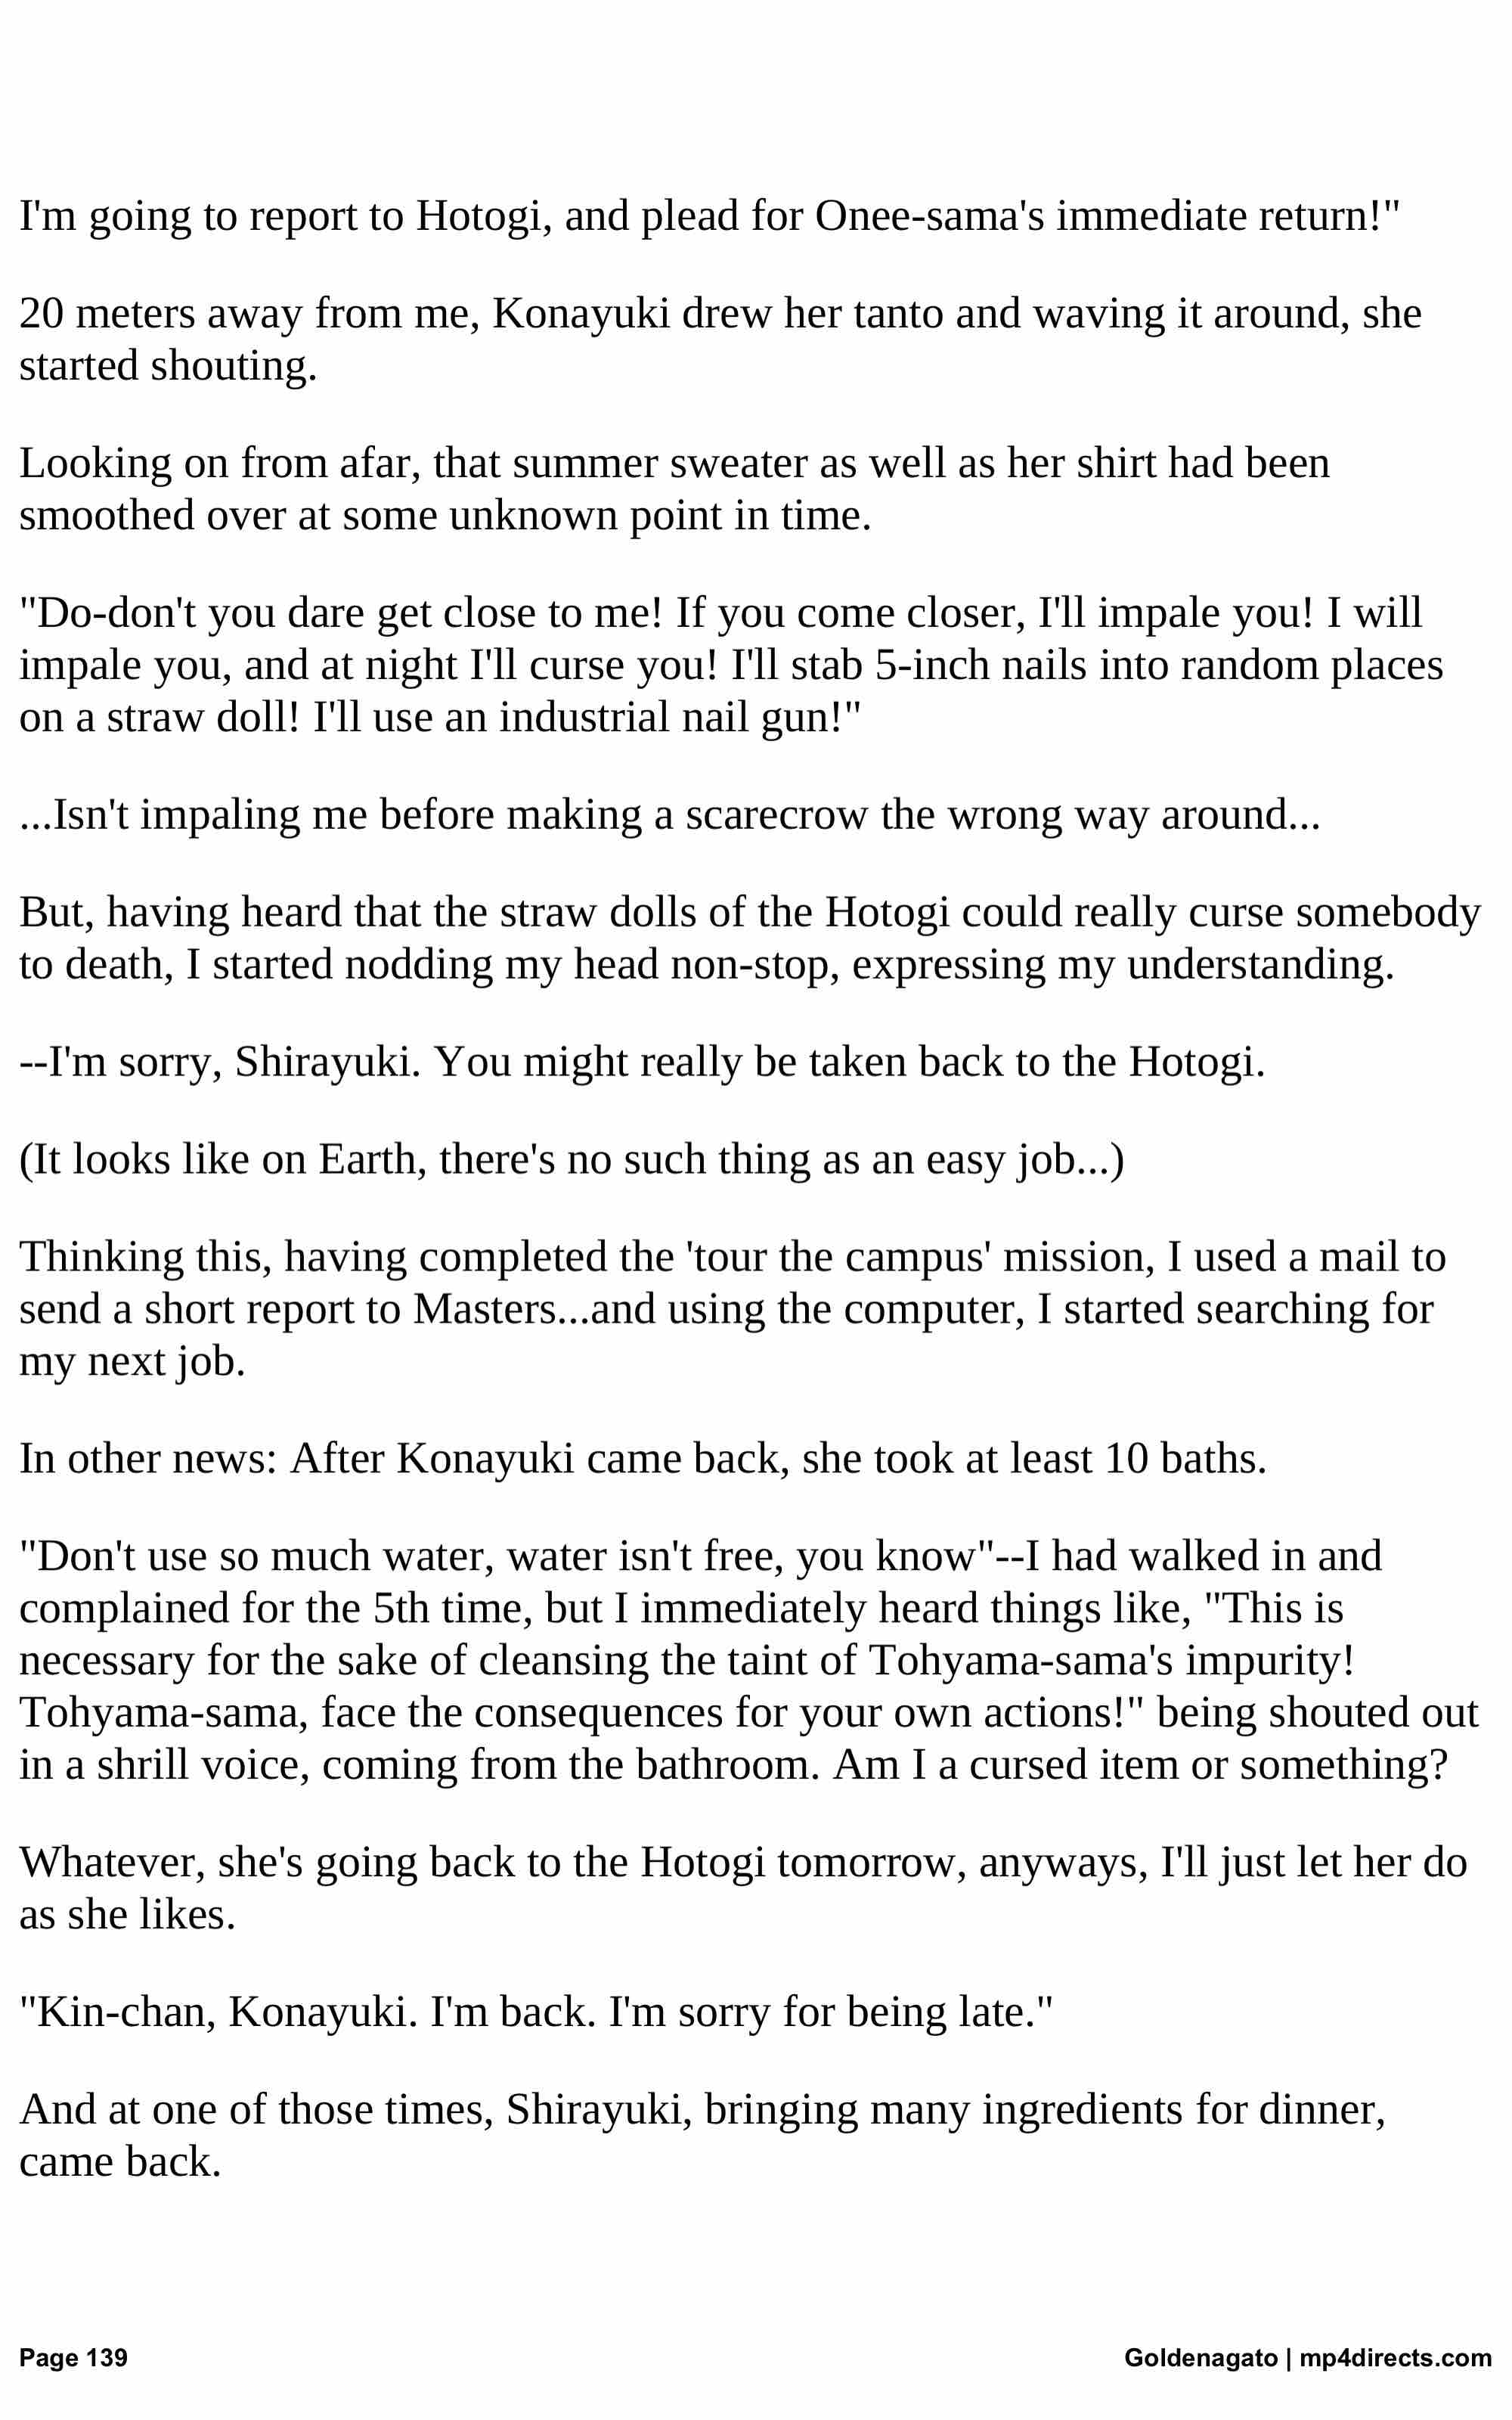 I'm going to report to Hotogi, and plead for Onee-sama's immediate return!"
20 meters away from me, Konayuki drew her tanto and waving it around, she
started shouting.
Looking on from afar, that summer sweater as well as her shirt had been
smoothed over at some unknown point in time.
"Do-don't you dare get close to me! If you come closer, I'll impale you! I will
impale you, and at night I'll curse you! I'll stab 5-inch nails into random places
on a straw doll! I'll use an industrial nail gun!"
...Isn't impaling me before making a scarecrow the wrong way around...
But, having heard that the straw dolls of the Hotogi could really curse somebody
to death, I started nodding my head non-stop, expressing my understanding.
--I'm sorry, Shirayuki. You might really be taken back to the Hotogi.
(It looks like on Earth, there's no such thing as an easy job...)
Thinking this, having completed the 'tour the campus' mission, I used a mail to
send a short report to Masters...and using the computer, I started searching for
my next job.
In other news: After Konayuki came back, she took at least 10 baths.
"Don't use so much water, water isn't free, you know"--I had walked in and
complained for the 5th time, but I immediately heard things like, "This is
necessary for the sake of cleansing the taint of Tohyama-sama's impurity!
Tohyama-sama, face the consequences for your own actions!" being shouted out
in a shrill voice, coming from the bathroom. Am I a cursed item or something?
Whatever, she's going back to the Hotogi tomorrow, anyways, I'll just let her do
as she likes.
"Kin-chan, Konayuki. I'm back. I'm sorry for being late."
And at one of those times, Shirayuki, bringing many ingredients for dinner,
came back.
Page 139
Goldenagato | mp4directs.com